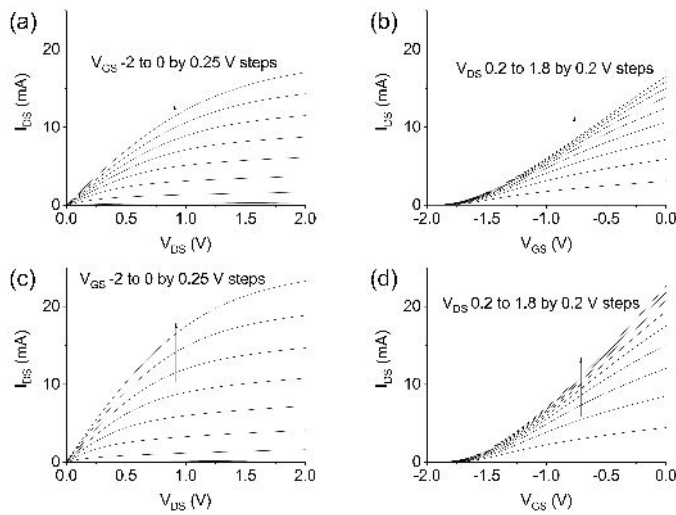 (a)
V_GS -2 to 0 by 0.25 V steps
I_DS (mA)
20
10
0
0.0 0.5 1.0 1.5 2.0
V_DS (V)
(b)
V_DS 0.2 to 1.8 by 0.2 V steps
I_DS (mA)
20
10
0
-2.0 -1.5 -1.0 -0.5 0.0
V_GS (V)
(c)
V_GS -2 to 0 by 0.25 V steps
I_DS (mA)
20
10
0
0.0 0.5 1.0 1.5 2.0
V_DS (V)
(d)
V_DS 0.2 to 1.8 by 0.2 V steps
I_DS (mA)
20
10
0
-2.0 -1.5 -1.0 -0.5 0.0
V_GS (V)